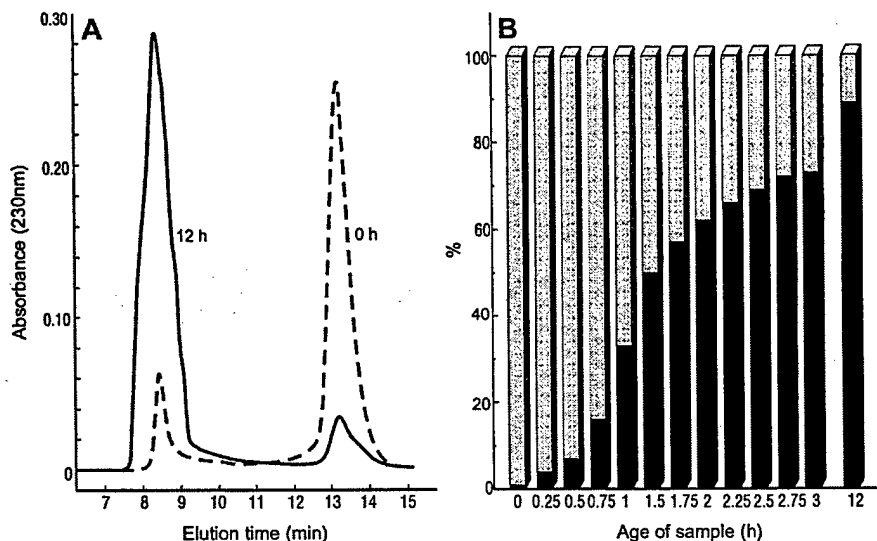 A
0.30
0.20
0.10
0
Absorbance (230nm)
12 h
0 h
7 8 9 10 11 12 13 14 15
Elution time (min)
B
100
80
60
40
20
0
%
0 0.25 0.5 0.75 1 1.5 1.75 2 2.25 2.5 2.75 3 12
Age of sample (h)